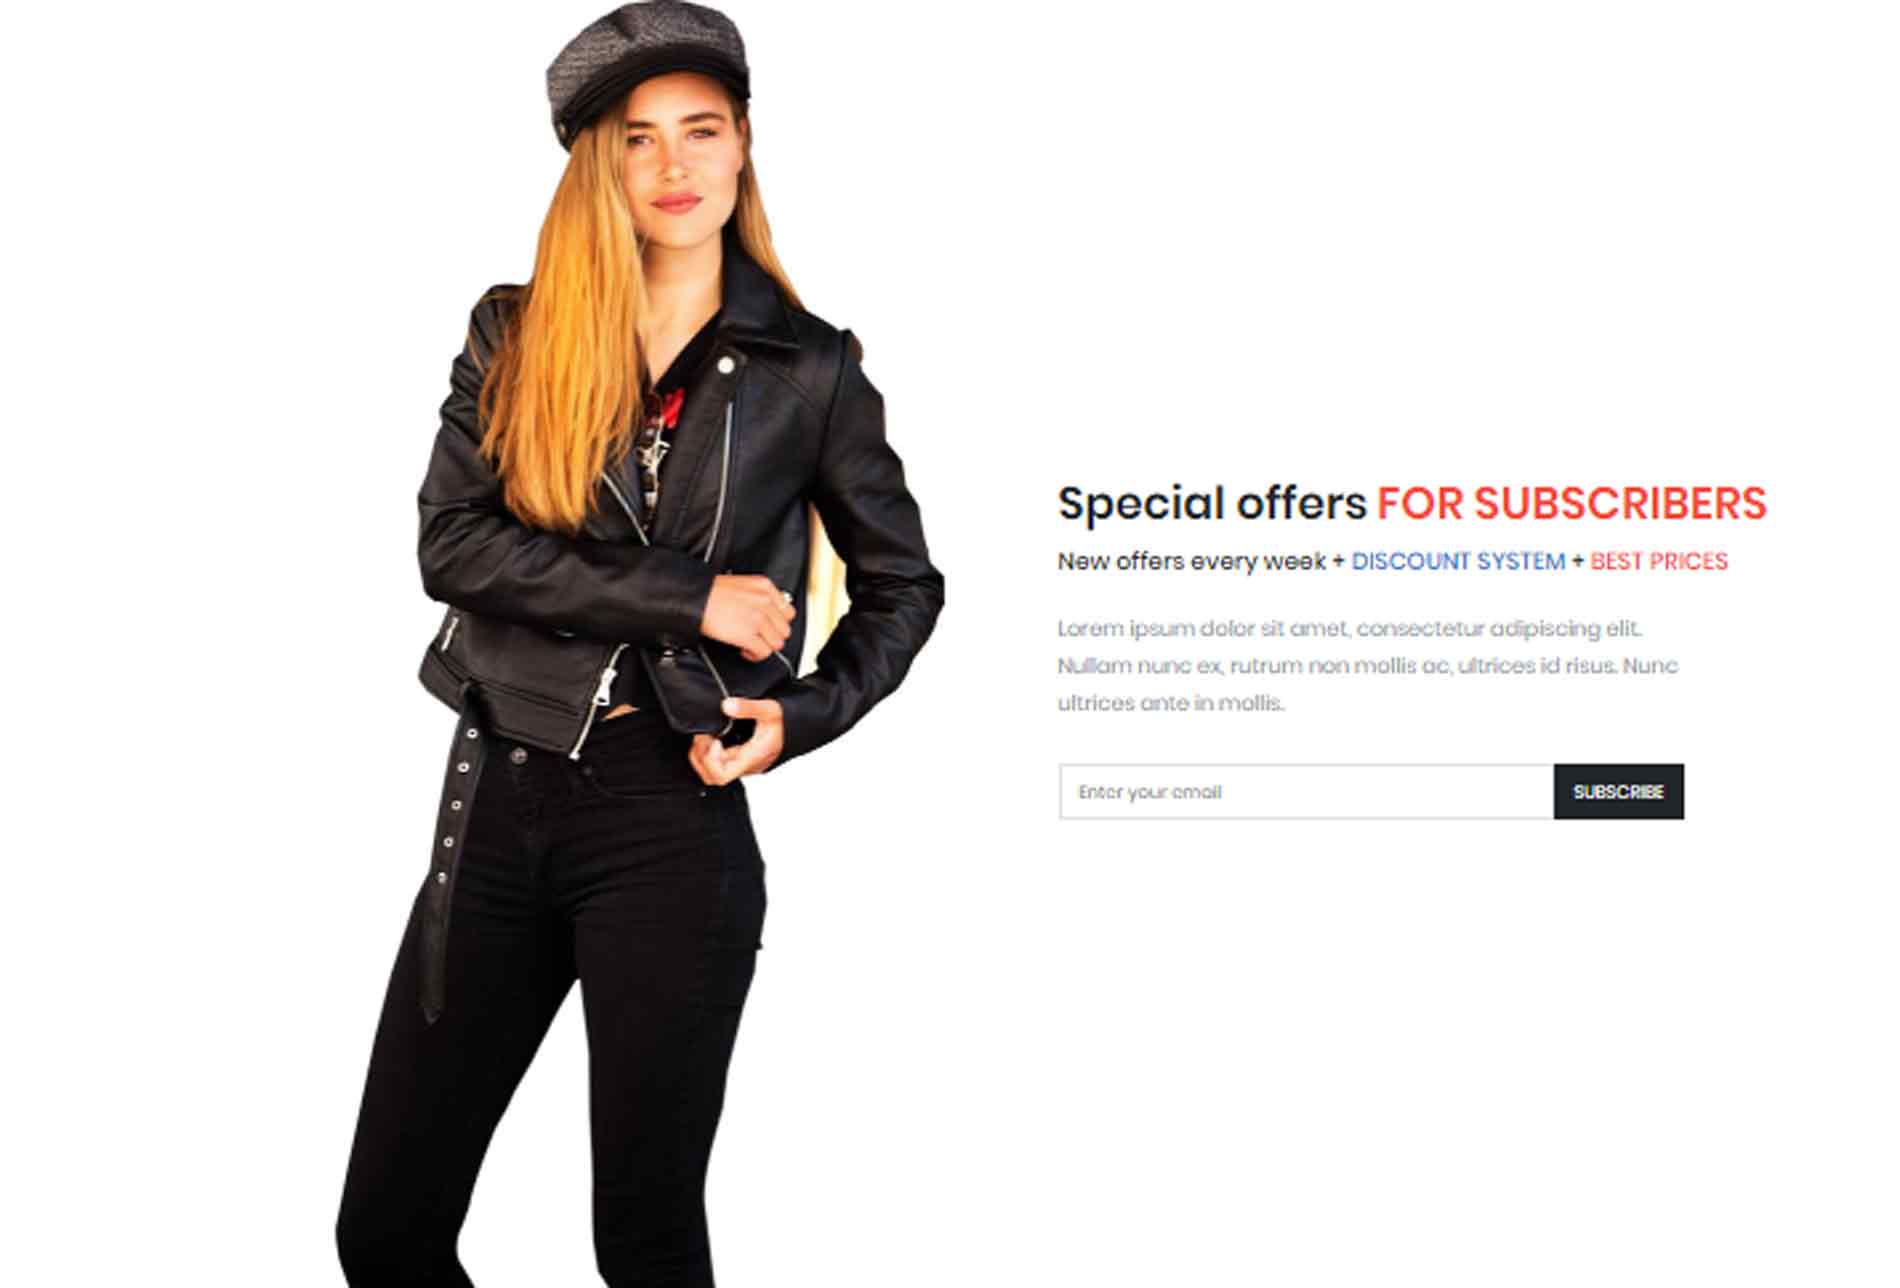 Special offers FOR SUBSCRIBERS
New offers every week + DISCOUNT SYSTEM + BEST PRICES
Lorem ipsum dolor sit amet, consectetur adipiscing elit.
Nullam nunc ex, rutrum non mollis ac, ultrices id risus. Nunc
ultrices ante in mollis.
Enter your email SUBSCRIBE